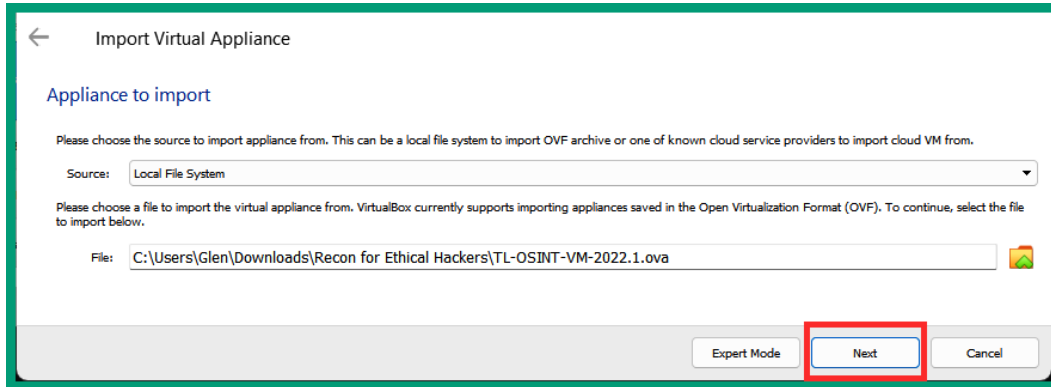 Import Virtual Appliance
Appliance to import
Please choose the source to import appliance from. This can be a local file system to import OVF archive or one of known cloud service providers to import cloud VM from.
Source: Local File System
Please choose a file to import the virtual appliance from. VirtualBox currently supports importing appliances saved in the Open Virtualization Format (OVF). To continue, select the file
to import below.
File: C:\Users\Glen\Downloads\Recon for Ethical Hackers\TL-OSINT-VM-2022.1.ova
Expert Mode Next Cancel